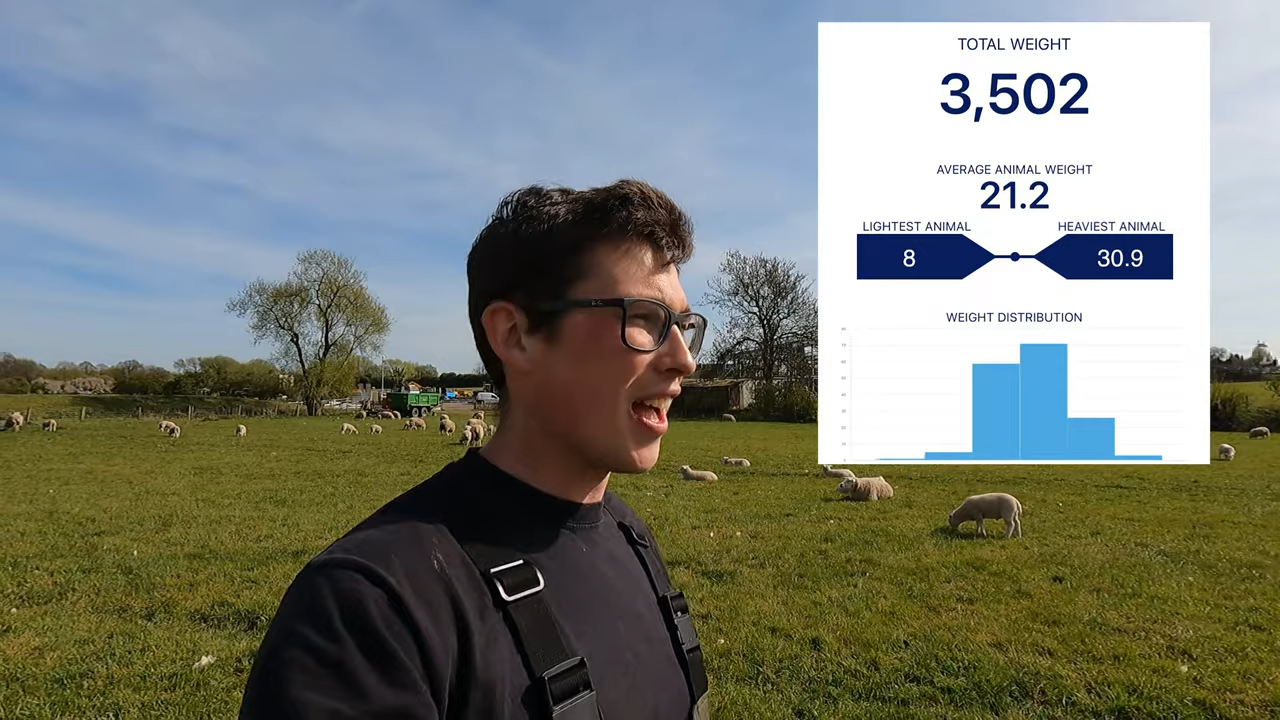 TOTAL WEIGHT
3,502
AVERAGE ANIMAL WEIGHT
21.2
LIGHTEST ANIMAL
HEAVIEST ANIMAL
8
30.9
WEIGHT DISTRIBUTION